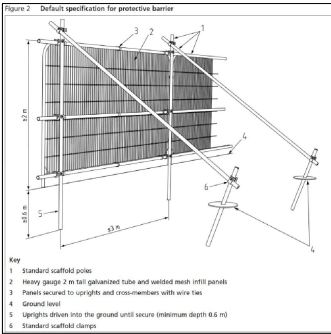 Figure 2 Default specification for protective barrier
3
2
1
≥2 m
4
6
≥0.6 m
5
≤3 m
4
Key
1 Standard scaffold poles
2 Heavy gauge 2 m tall galvanized tube and welded mesh infill panels
3 Panels secured to uprights and cross-members with wire ties
4 Ground level
5 Uprights driven into the ground until secure (minimum depth 0.6 m)
6 Standard scaffold clamps